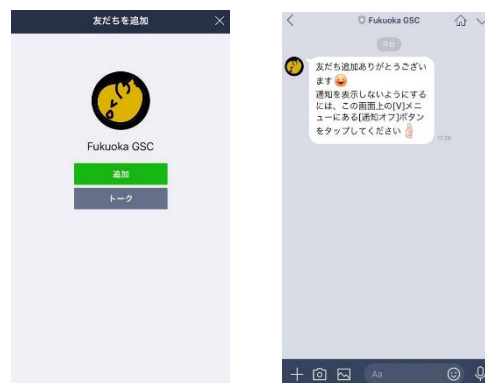 友だちを追加
Fukuoka GSC
追加
トーク
Fukuoka GSC
今日
友だち追加ありがとうござい
ます
通知を表示しないようにする
には、この画面上の[V]メニ
ューにある[通知オフ]ボタン
をタップしてください
Aa